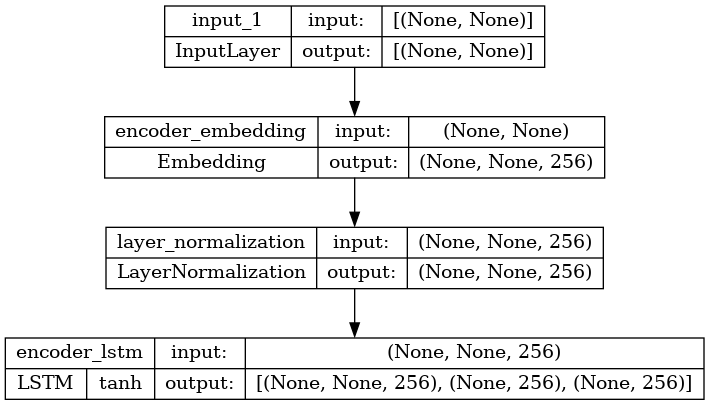 input_1 input: [(None, None)]
InputLayer output: [(None, None)]
encoder_embedding input: (None, None)
Embedding output: (None, None, 256)
layer_normalization input: (None, None, 256)
LayerNormalization output: (None, None, 256)
encoder_lstm input: (None, None, 256)
LSTM tanh output: [(None, None, 256), (None, 256), (None, 256)]